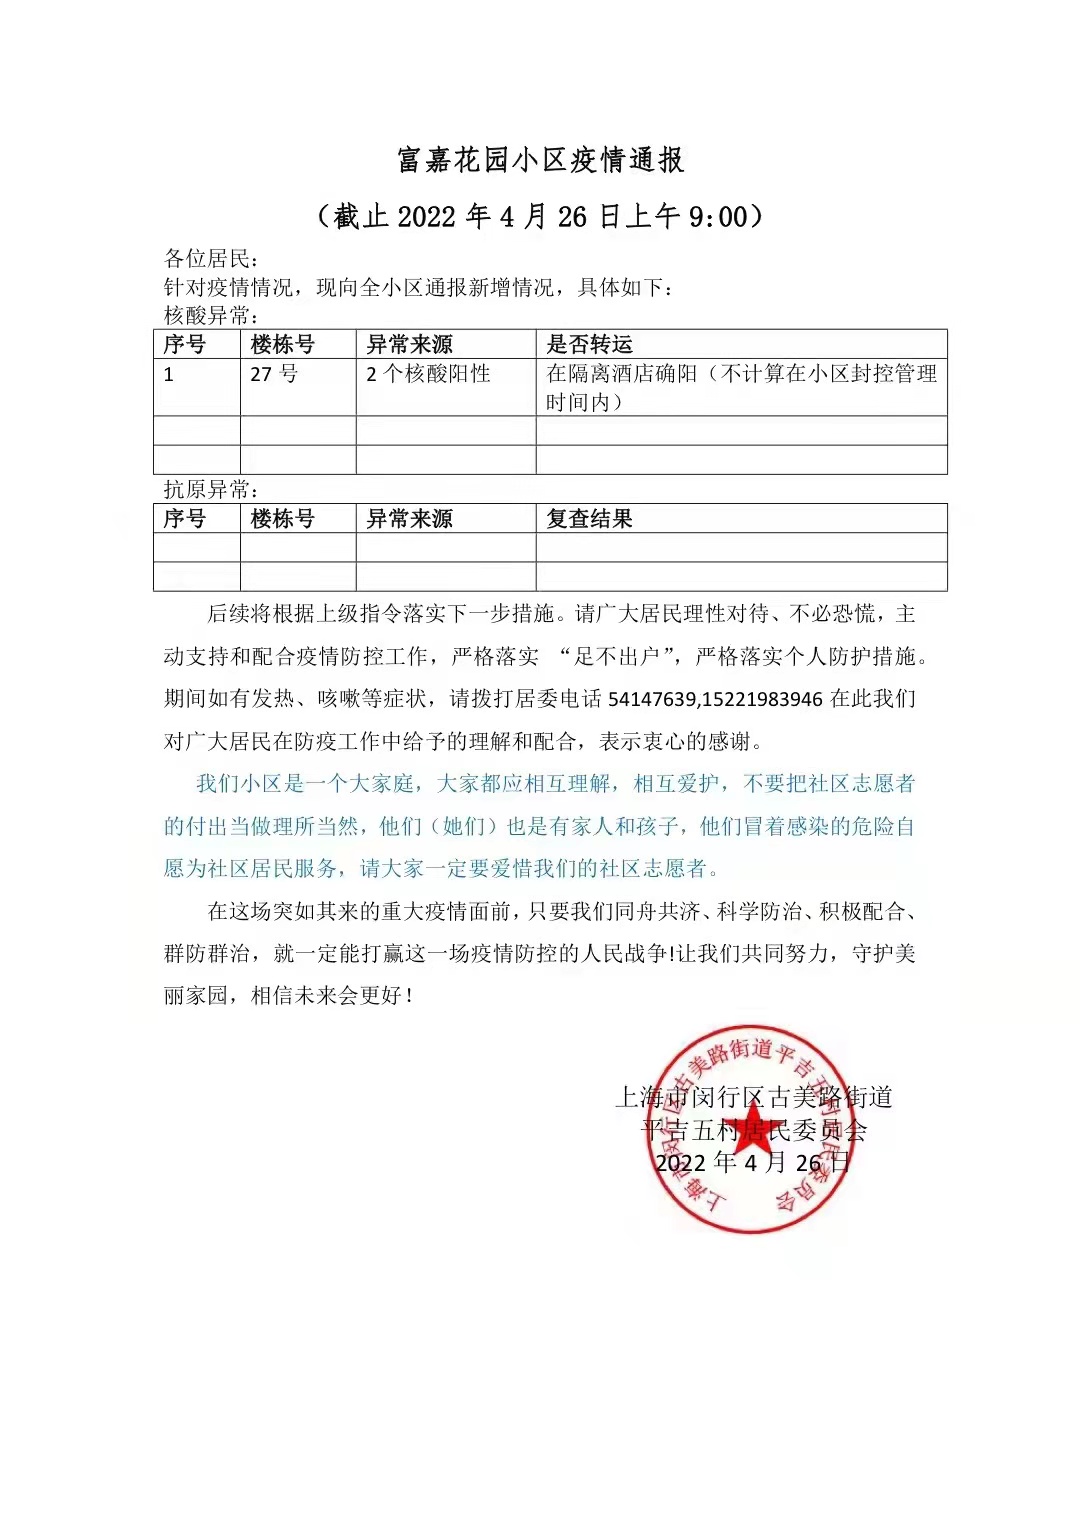 富嘉花园小区疫情通报
（截止 2022 年 4 月 26 日上午 9:00）
各位居民：
针对疫情情况，现向全小区通报新增情况，具体如下：
核酸异常：
序号 楼栋号 异常来源 是否转运
1 27 号 2 个核酸阳性 在隔离酒店确阳（不计算在小区封控管理
时间内）
抗原异常：
序号 楼栋号 异常来源 复查结果
后续将根据上级指令落实下一步措施。请广大居民理性对待、不必恐慌，主
动支持和配合疫情防控工作，严格落实 “足不出户”，严格落实个人防护措施。
期间如有发热、咳嗽等症状，请拨打居委电话 54147639,15221983946 在此我们
对广大居民在防疫工作中给予的理解和配合，表示衷心的感谢。
我们小区是一个大家庭，大家都应相互理解，相互爱护，不要把社区志愿者
的付出当做理所当然，他们（她们）也是有家人和孩子，他们冒着感染的危险自
愿为社区居民服务，请大家一定要爱惜我们的社区志愿者。
在这场突如其来的重大疫情面前，只要我们同舟共济、科学防治、积极配合、
群防群治，就一定能打赢这一场疫情防控的人民战争!让我们共同努力，守护美
丽家园，相信未来会更好！
上海市闵行区古美路街道
平吉五村居民委员会
2022 年 4 月 26 日
上海市闵行区古美路街道平吉五村居民委员会